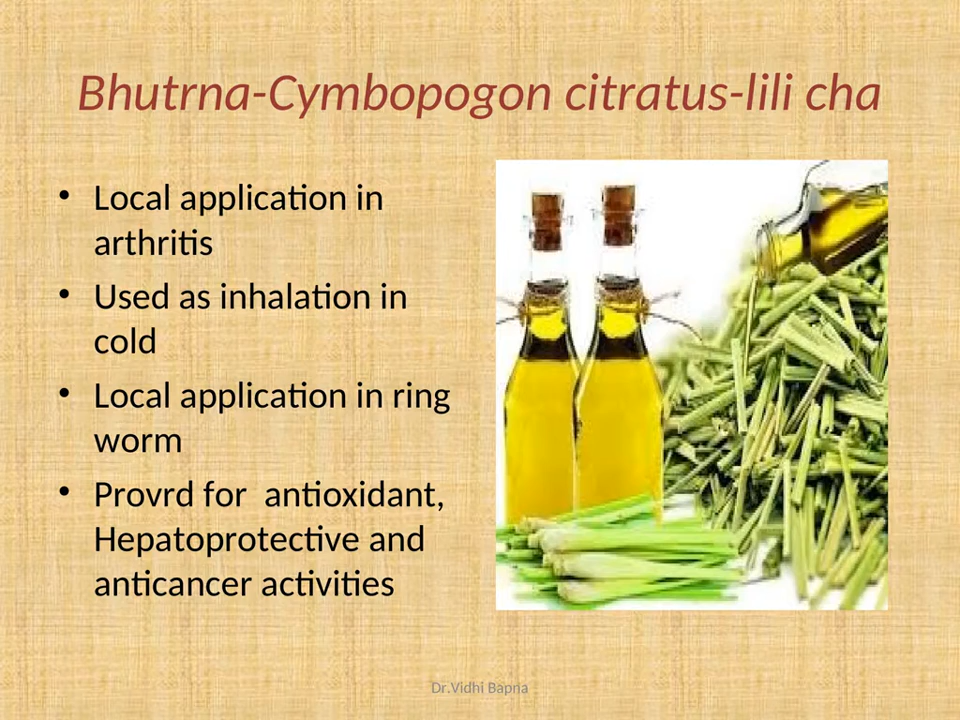 Bhutrna-Cymbopogon citratus-lili cha
• Local application in
arthritis
• Used as inhalation in
cold
• Local application in ring
worm
• Provrd for  antioxidant,
Hepatoprotective and
anticancer activities
Dr.Vidhi Bapna